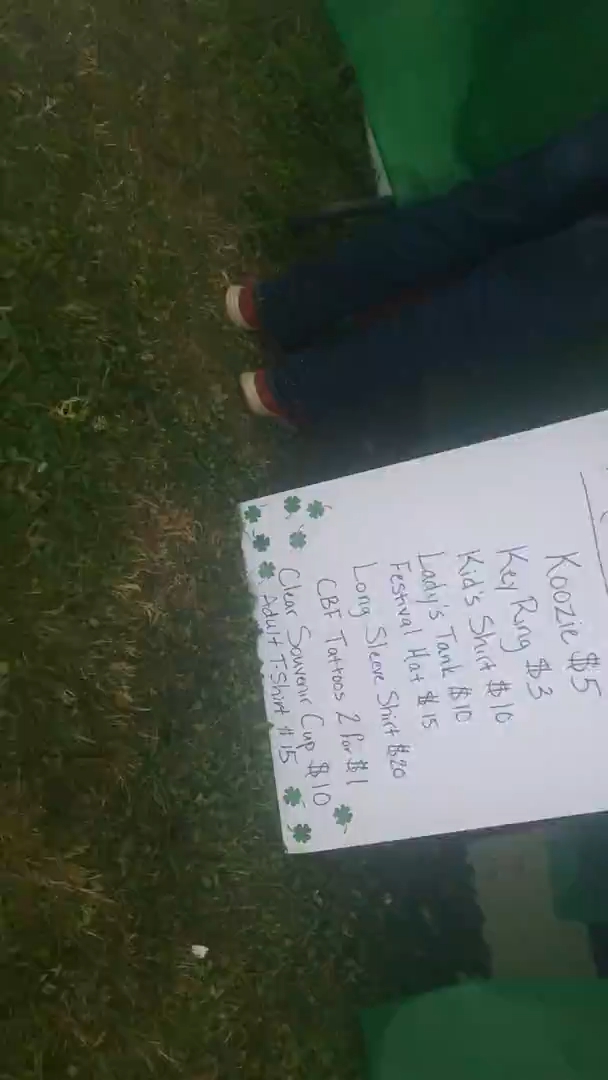 Koozie $5
Key Ring $3
Kid's Shirt $10
Lady's Tank $10
Festival Hat $15
Long Sleeve Shirt $20
CBF Tattoos 2 for $1
Clear Souvenir Cup $10
Adult T-Shirt $15